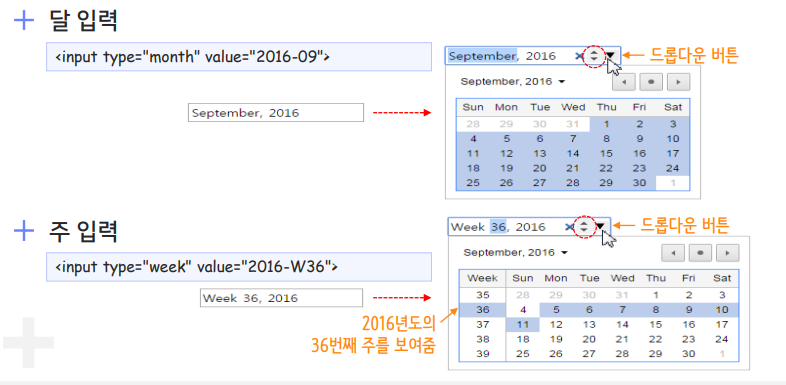 달 입력
<input type="month" value="2016-09">
September, 2016
September, 2016
드롭다운 버튼
September, 2016
Sun Mon Tue Wed Thu Fri Sat
28 29 30 31 1 2 3
4 5 6 7 8 9 10
11 12 13 14 15 16 17
18 19 20 21 22 23 24
25 26 27 28 29 30 1
주 입력
<input type="week" value="2016-W36">
Week 36, 2016
Week 36, 2016
드롭다운 버튼
September, 2016
Week Sun Mon Tue Wed Thu Fri Sat
35 28 29 30 31 1 2 3
36 4 5 6 7 8 9 10
37 11 12 13 14 15 16 17
38 18 19 20 21 22 23 24
39 25 26 27 28 29 30 1
2016년도의
36번째 주를 보여줌